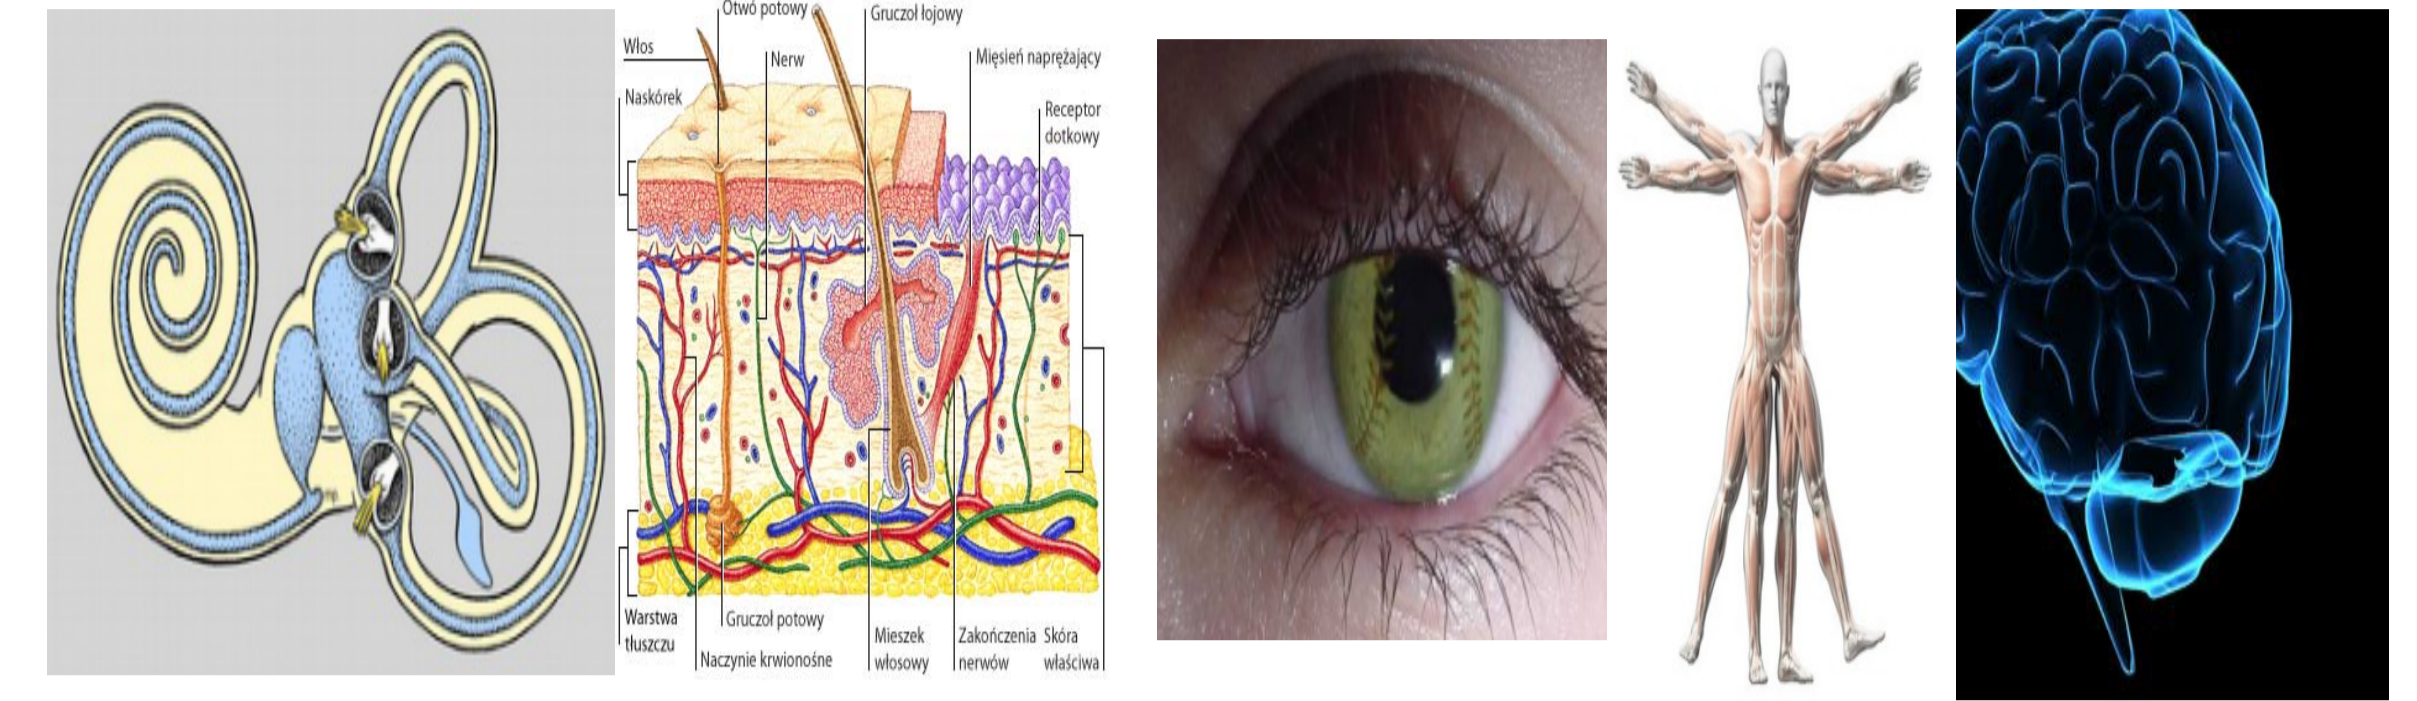 Otwó potowy
Gruczoł łojowy
Włos
Nerw
Mięsień naprężający
Naskórek
Receptor
dotkowy
Warstwa
tłuszczu
Gruczoł potowy
Naczynie krwionośne
Mieszek
włosowy
Zakończenia
nerwów
Skóra
właściwa